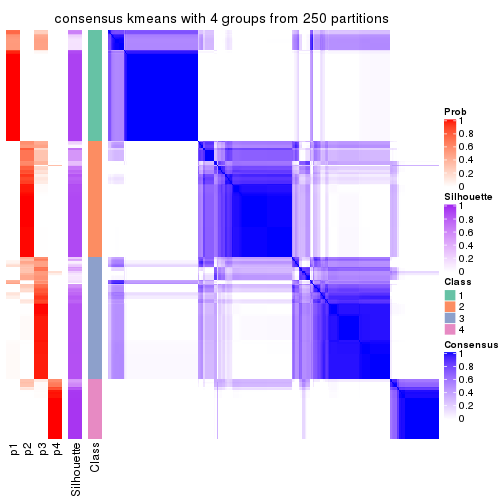 consensus kmeans with 4 groups from 250 partitions
Prob
1
0.8
0.6
0.4
0.2
0
Silhouette
1
0.8
0.6
0.4
0.2
0
Class
1
2
3
4
Consensus
1
0.8
0.6
0.4
0.2
0
p1
p2
p3
p4
Silhouette
Class